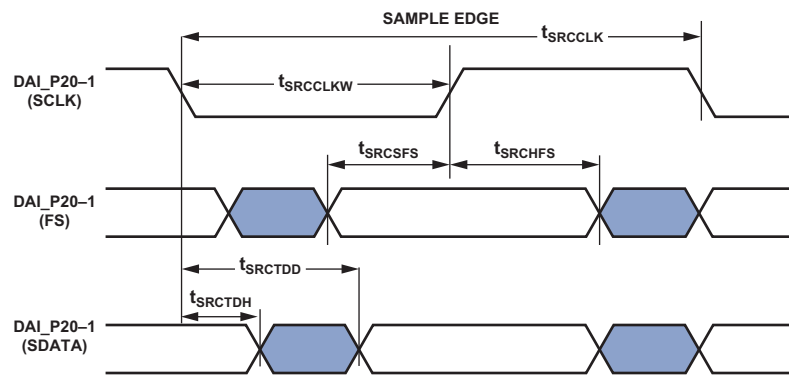 SAMPLE EDGE
tSRCCLK
DAI_P20–1
(SCLK)
tSRCCLKW
tSRCSFS
tSRCHFS
DAI_P20–1
(FS)
tSRCTDD
tSRCTDH
DAI_P20–1
(SDATA)